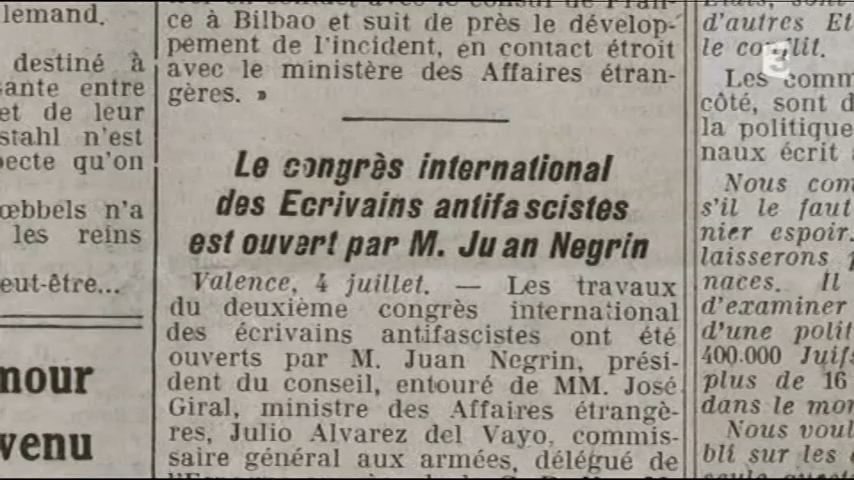 lemand.
destiné à
sante entre
et de leur
stahl n'est
pecte qu'on
œbbels n'a
les reins
eut-être...
mour
venu
ce à Bilbao et suit de près le dévelop-
pement de l'incident, en contact étroit
avec le ministère des Affaires étran-
gères. »
Le congrès international
des Ecrivains antifascistes
est ouvert par M. Juan Negrin
Valence, 4 juillet. — Les travaux
du deuxième congrès international
des écrivains antifascistes ont été
ouverts par M. Juan Negrin, prési-
dent du conseil, entouré de MM. José
Giral, ministre des Affaires étrangè-
res, Julio Alvarez del Vayo, commis-
saire général aux armées, délégué de
d'autres Et
le conflit.
3
Les comm
côté, sont d
la politique
naux écrit
Nous com
s'il le faut
nier espoir.
laisserons p
naces. Il
d'examiner
d'une polit
400.000 Juifs
plus de 16
dans le mon
Nous voul
bli sur les